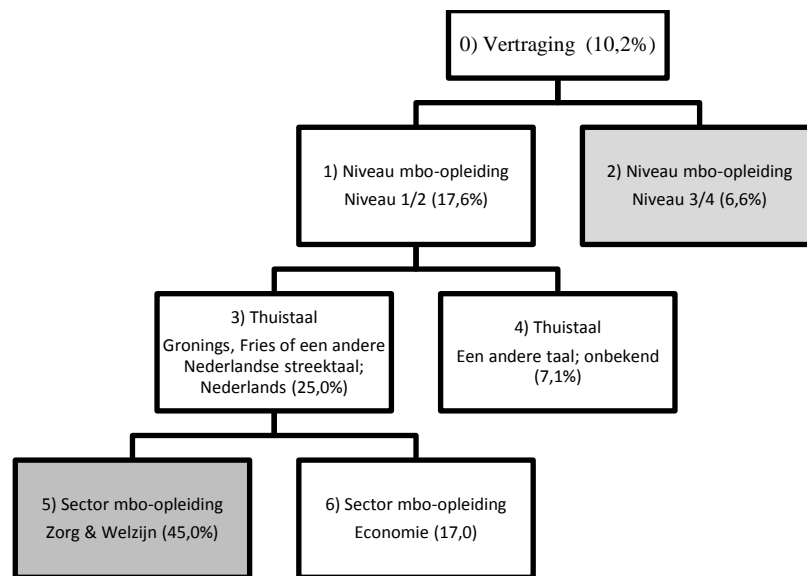 0) Vertraging (10,2%)
1) Niveau mbo-opleiding
Niveau 1/2 (17,6%)
2) Niveau mbo-opleiding
Niveau 3/4 (6,6%)
3) Thuistaal
Gronings, Fries of een andere
Nederlandse streektaal;
Nederlands (25,0%)
4) Thuistaal
Een andere taal; onbekend
(7,1%)
5) Sector mbo-opleiding
Zorg & Welzijn (45,0%)
6) Sector mbo-opleiding
Economie (17,0)